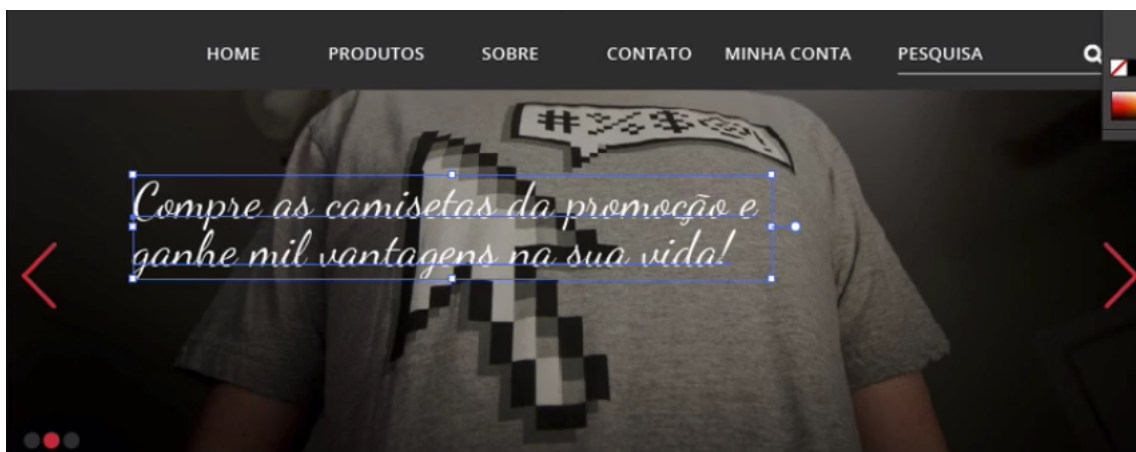 HOME PRODUTOS SOBRE CONTATO MINHA CONTA PESQUISA
#%$@!
Compre as camisetas da promoção e
ganhe mil vantagens na sua vida!